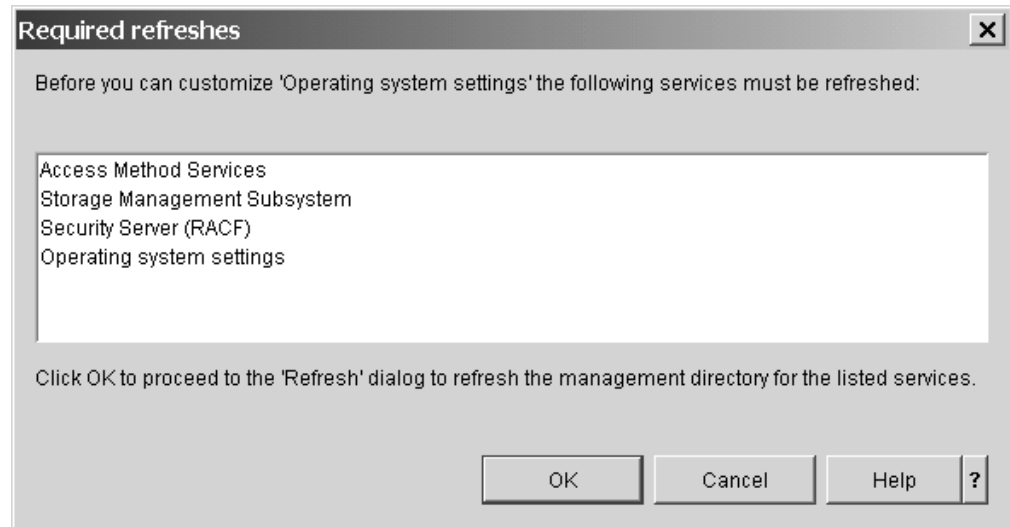 Required refreshes
Before you can customize 'Operating system settings' the following services must be refreshed:
Access Method Services
Storage Management Subsystem
Security Server (RACF)
Operating system settings
Click OK to proceed to the 'Refresh' dialog to refresh the management directory for the listed services.
OK Cancel Help ?